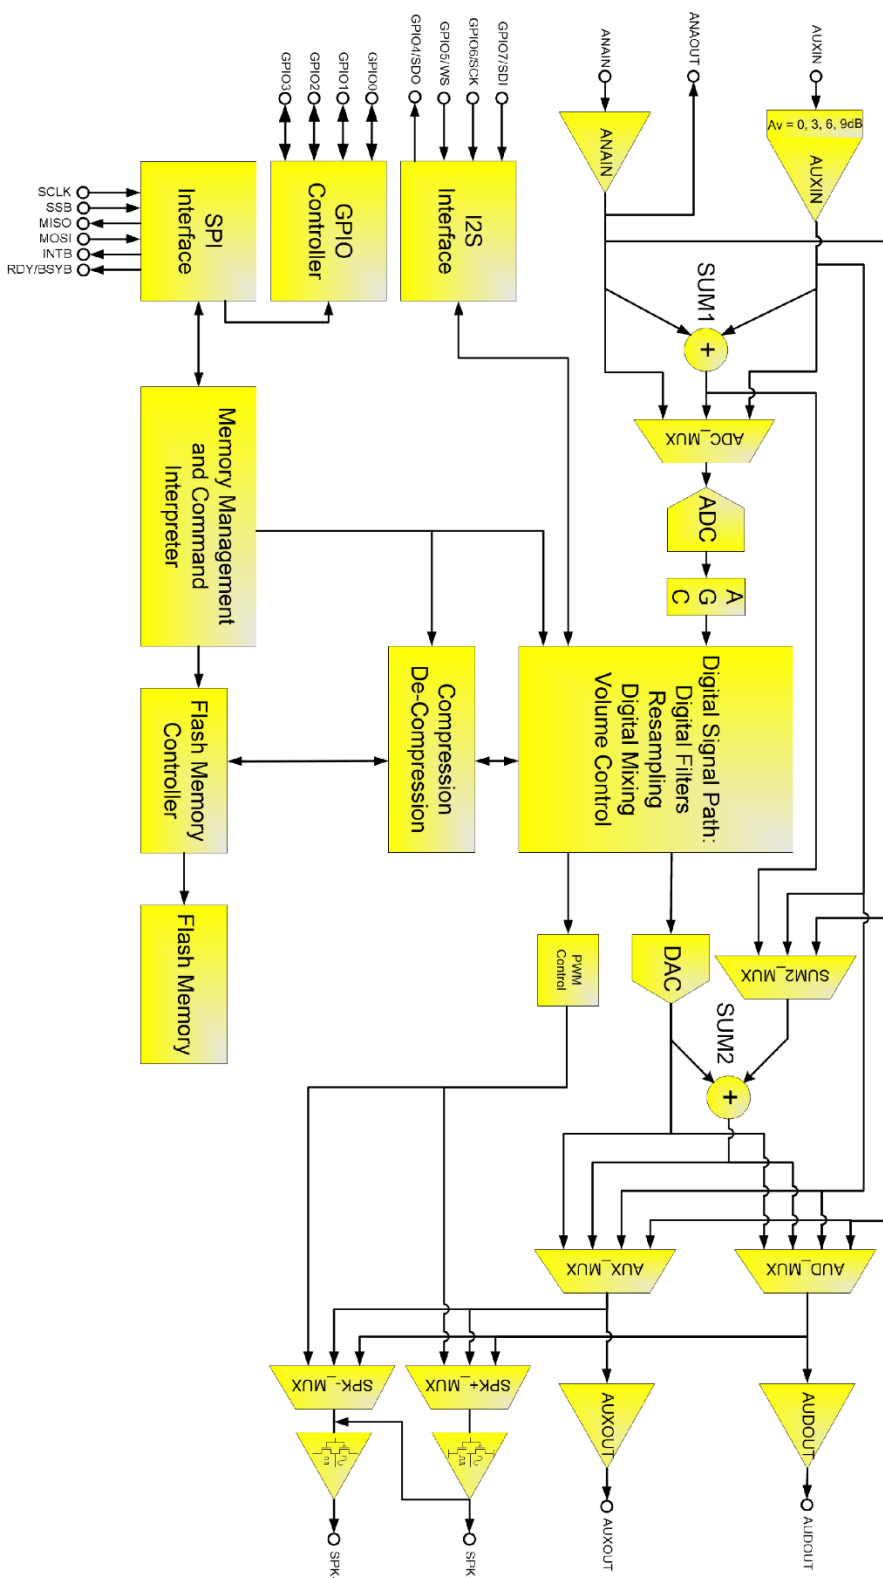 GPIO3
GPIO2
GPIO1
GPIO0
GPIO4/SDO
GPIO5/WS
GPIO6/SCK
GPIO7/SDI
ANAIN
ANAOUT
AUXIN
ANAIN
Av = 0, 3, 6, 9dB
AUXIN
SCLK
SSB
MISO
MOSI
INTB
RDY/BSYB
SPI
Interface
GPIO
Controller
I2S
Interface
SUM1
+
ADC_MUX
ADC
A
G
C
Memory Management
and Command
Interpreter
Compression
De-Compression
Digital Signal Path:
Digital Filters
Resampling
Digital Mixing
Volume Control
Flash Memory
Controller
Flash Memory
PWM
Control
DAC
SUM2_MUX
SUM2
+
AUX_MUX
AUD_MUX
SPK-_MUX
SPK+_MUX
AUXOUT
AUDOUT
SPK-
SPK
AUXOUT
AUDOUT